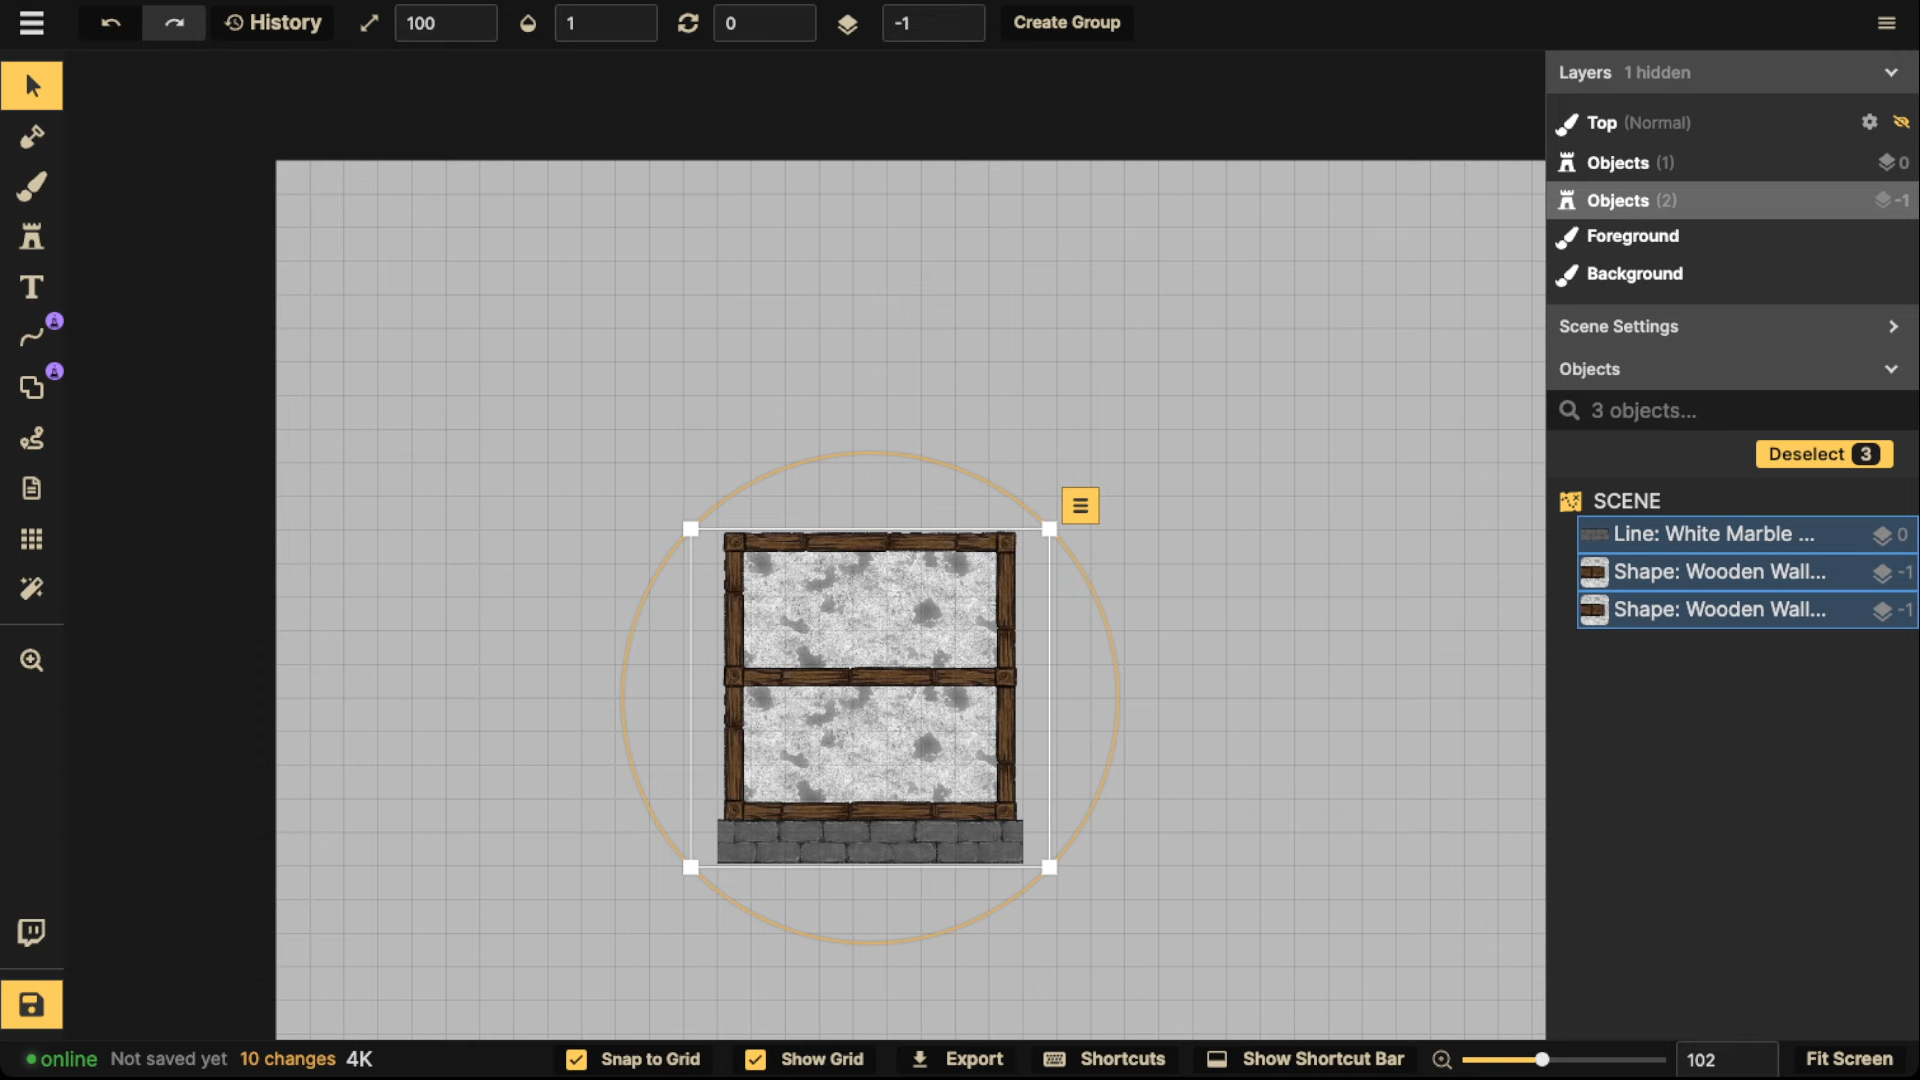 History
100
1
0
-1
Create Group
Layers 1 hidden
Top (Normal)
Objects (1) 0
Objects (2) -1
Foreground
Background
Scene Settings
Objects
3 objects...
Deselect 3
SCENE
Line: White Marble ... 0
Shape: Wooden Wall... -1
Shape: Wooden Wall... -1
T
online Not saved yet 10 changes 4K
Snap to Grid
Show Grid
Export
Shortcuts
Show Shortcut Bar
102
Fit Screen